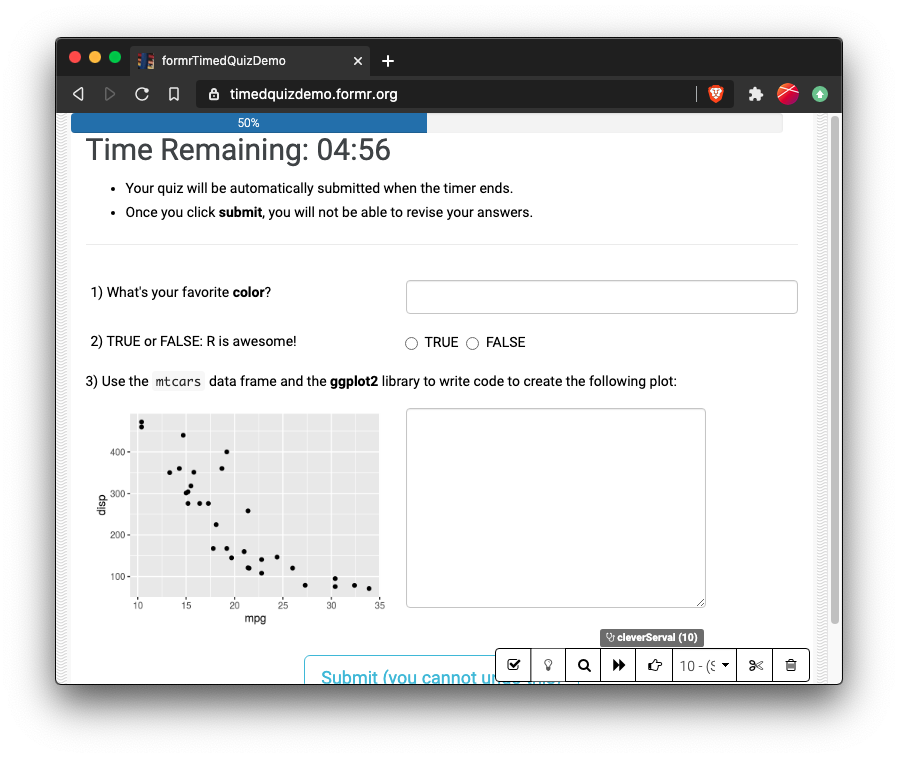 formrTimedQuizDemo
timedquizdemo.formr.org
50%
Time Remaining: 04:56
Your quiz will be automatically submitted when the timer ends.
Once you click submit, you will not be able to revise your answers.
1) What's your favorite color?
2) TRUE or FALSE: R is awesome!
TRUE
FALSE
3) Use the mtcars data frame and the ggplot2 library to write code to create the following plot:
400
300
200
100
disp
10 15 20 25 30 35
mpg
cleverServal (10)
Submit (you cannot
10 - (S